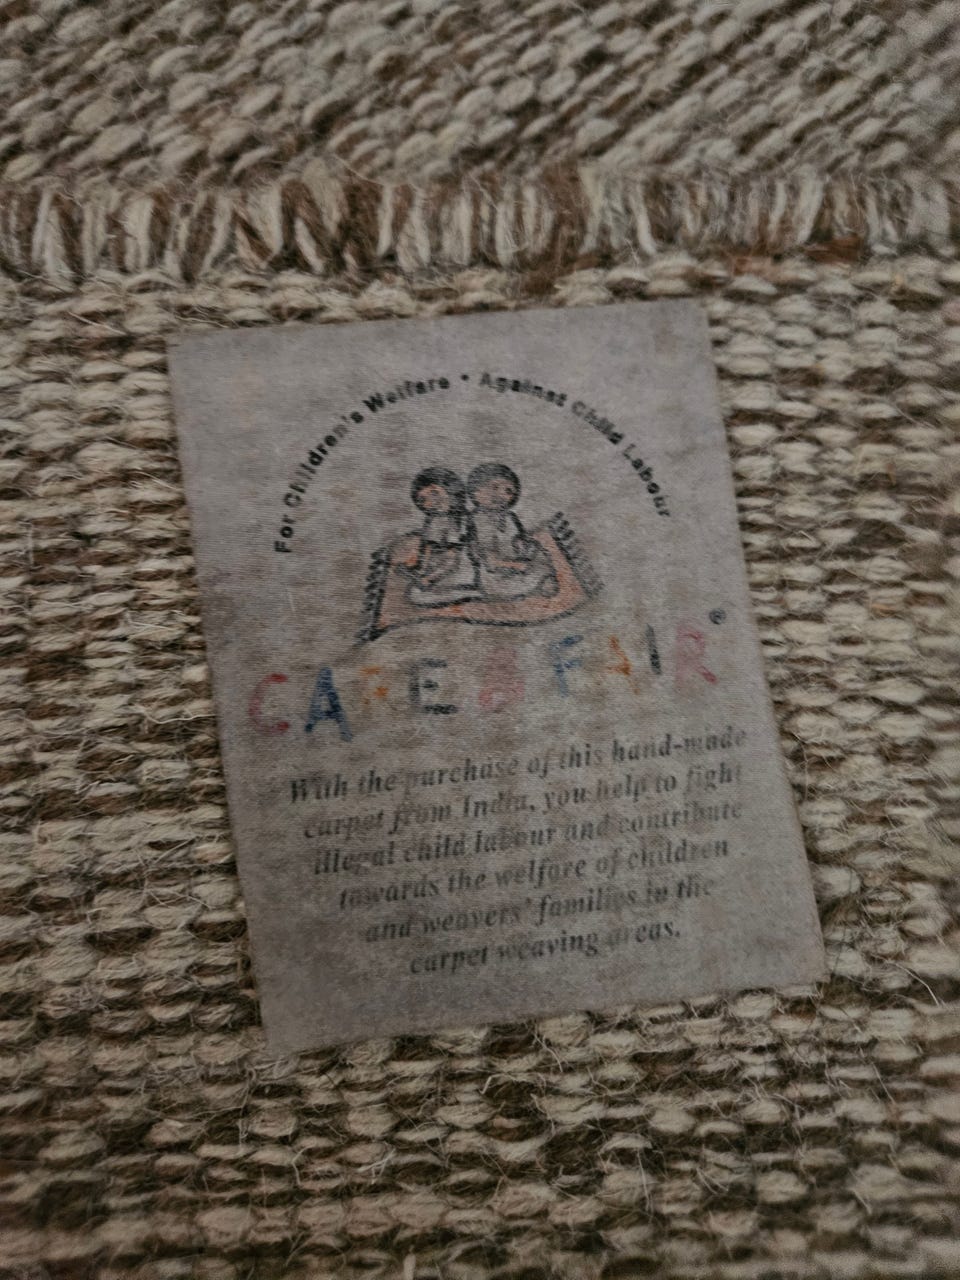 For Children's Welfare • Against Child Labour
CARE & FAIR®
With the purchase of this hand-made
carpet from India, you help to fight
illegal child labour and contribute
towards the welfare of children
and weavers' families in the
carpet weaving areas.